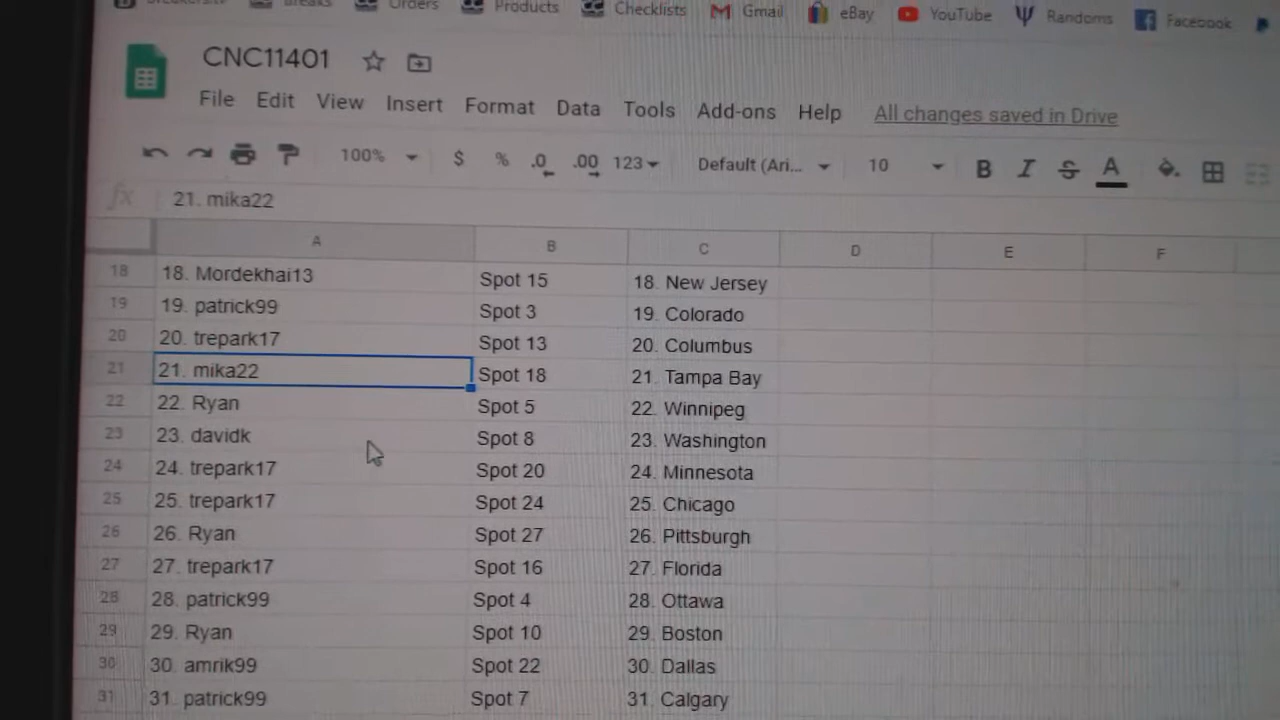 Breaks Orders Products Checklists Gmail eBay YouTube Randoms Facebook
CNC11401
File Edit View Insert Format Data Tools Add-ons Help All changes saved in Drive
100% $ % .0 .00 123 Default (Ari... 10 B I S A
fx 21. mika22
A B C D E F
18 18. Mordekhai13 Spot 15 18. New Jersey
19 19. patrick99 Spot 3 19. Colorado
20 20. trepark17 Spot 13 20. Columbus
21 21. mika22 Spot 18 21. Tampa Bay
22 22. Ryan Spot 5 22. Winnipeg
23 23. davidk Spot 8 23. Washington
24 24. trepark17 Spot 20 24. Minnesota
25 25. trepark17 Spot 24 25. Chicago
26 26. Ryan Spot 27 26. Pittsburgh
27 27. trepark17 Spot 16 27. Florida
28 28. patrick99 Spot 4 28. Ottawa
29 29. Ryan Spot 10 29. Boston
30 30. amrik99 Spot 22 30. Dallas
31 31. patrick99 Spot 7 31. Calgary